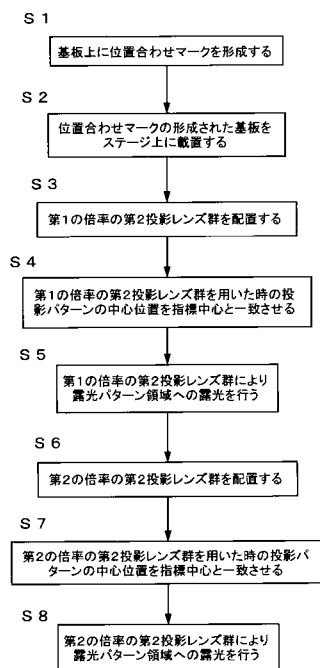 S1
基板上に位置合わせマークを形成する
S2
位置合わせマークの形成された基板を
ステージ上に載置する
S3
第1の倍率の第2投影レンズ群を配置する
S4
第1の倍率の第2投影レンズ群を用いた時の投
影パターンの中心位置を指標中心と一致させる
S5
第1の倍率の第2投影レンズ群により
露光パターン領域への露光を行う
S6
第2の倍率の第2投影レンズ群を配置する
S7
第2の倍率の第2投影レンズ群を用いた時の投影パ
ターンの中心位置を指標中心と一致させる
S8
第2の倍率の第2投影レンズ群により
露光パターン領域への露光を行う